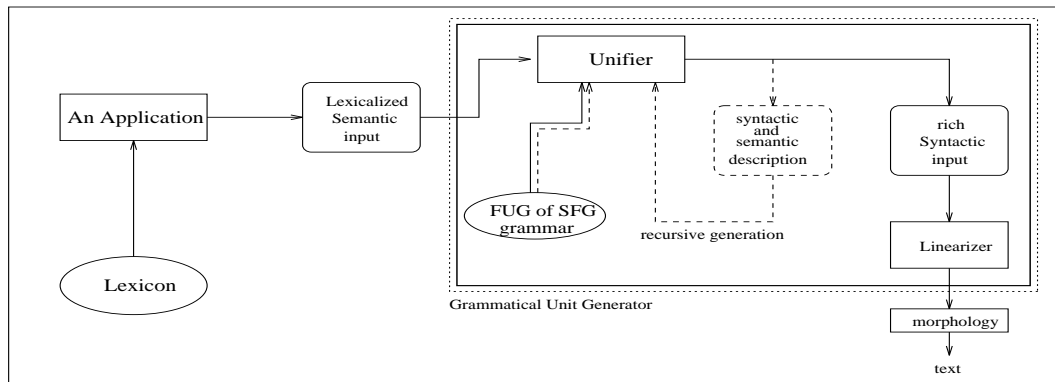 An Application
Lexicon
Lexicalized
Semantic
input
Unifier
FUG of SFG
grammar
syntactic
and
semantic
description
recursive generation
rich
Syntactic
input
Linearizer
Grammatical Unit Generator
morphology
text